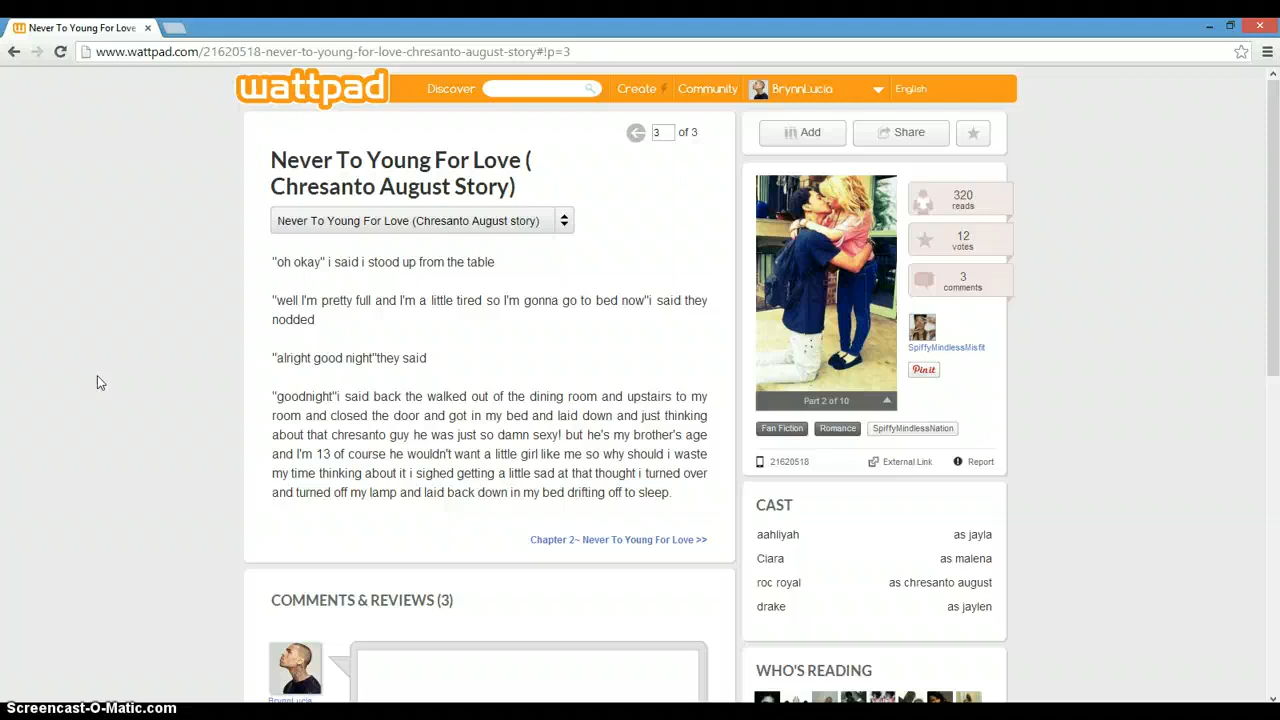 Never To Young For Love
www.wattpad.com/21620518-never-to-young-for-love-chresanto-august-story#!p=3
wattpad
Discover
Create
Community
BrynnLucia
English
3 of 3
Never To Young For Love (
Chresanto August Story)
Never To Young For Love (Chresanto August story)
"oh okay" i said i stood up from the table
"well I'm pretty full and I'm a little tired so I'm gonna go to bed now"i said they
nodded
"alright good night"they said
"goodnight"i said back the walked out of the dining room and upstairs to my
room and closed the door and got in my bed and laid down and just thinking
about that chresanto guy he was just so damn sexy! but he's my brother's age
and I'm 13 of course he wouldn't want a little girl like me so why should i waste
my time thinking about it i sighed getting a little sad at that thought i turned over
and turned off my lamp and laid back down in my bed drifting off to sleep.
Chapter 2~ Never To Young For Love >>
COMMENTS & REVIEWS (3)
BrynnLucia
Add
Share
320
reads
12
votes
3
comments
SpiffyMindlessMisfit
Pin it
Part 2 of 10
Fan Fiction
Romance
SpiffyMindlessNation
21620518
External Link
Report
CAST
aahliyah as jayla
Ciara as malena
roc royal as chresanto august
drake as jaylen
WHO'S READING
Screencast-O-Matic.com